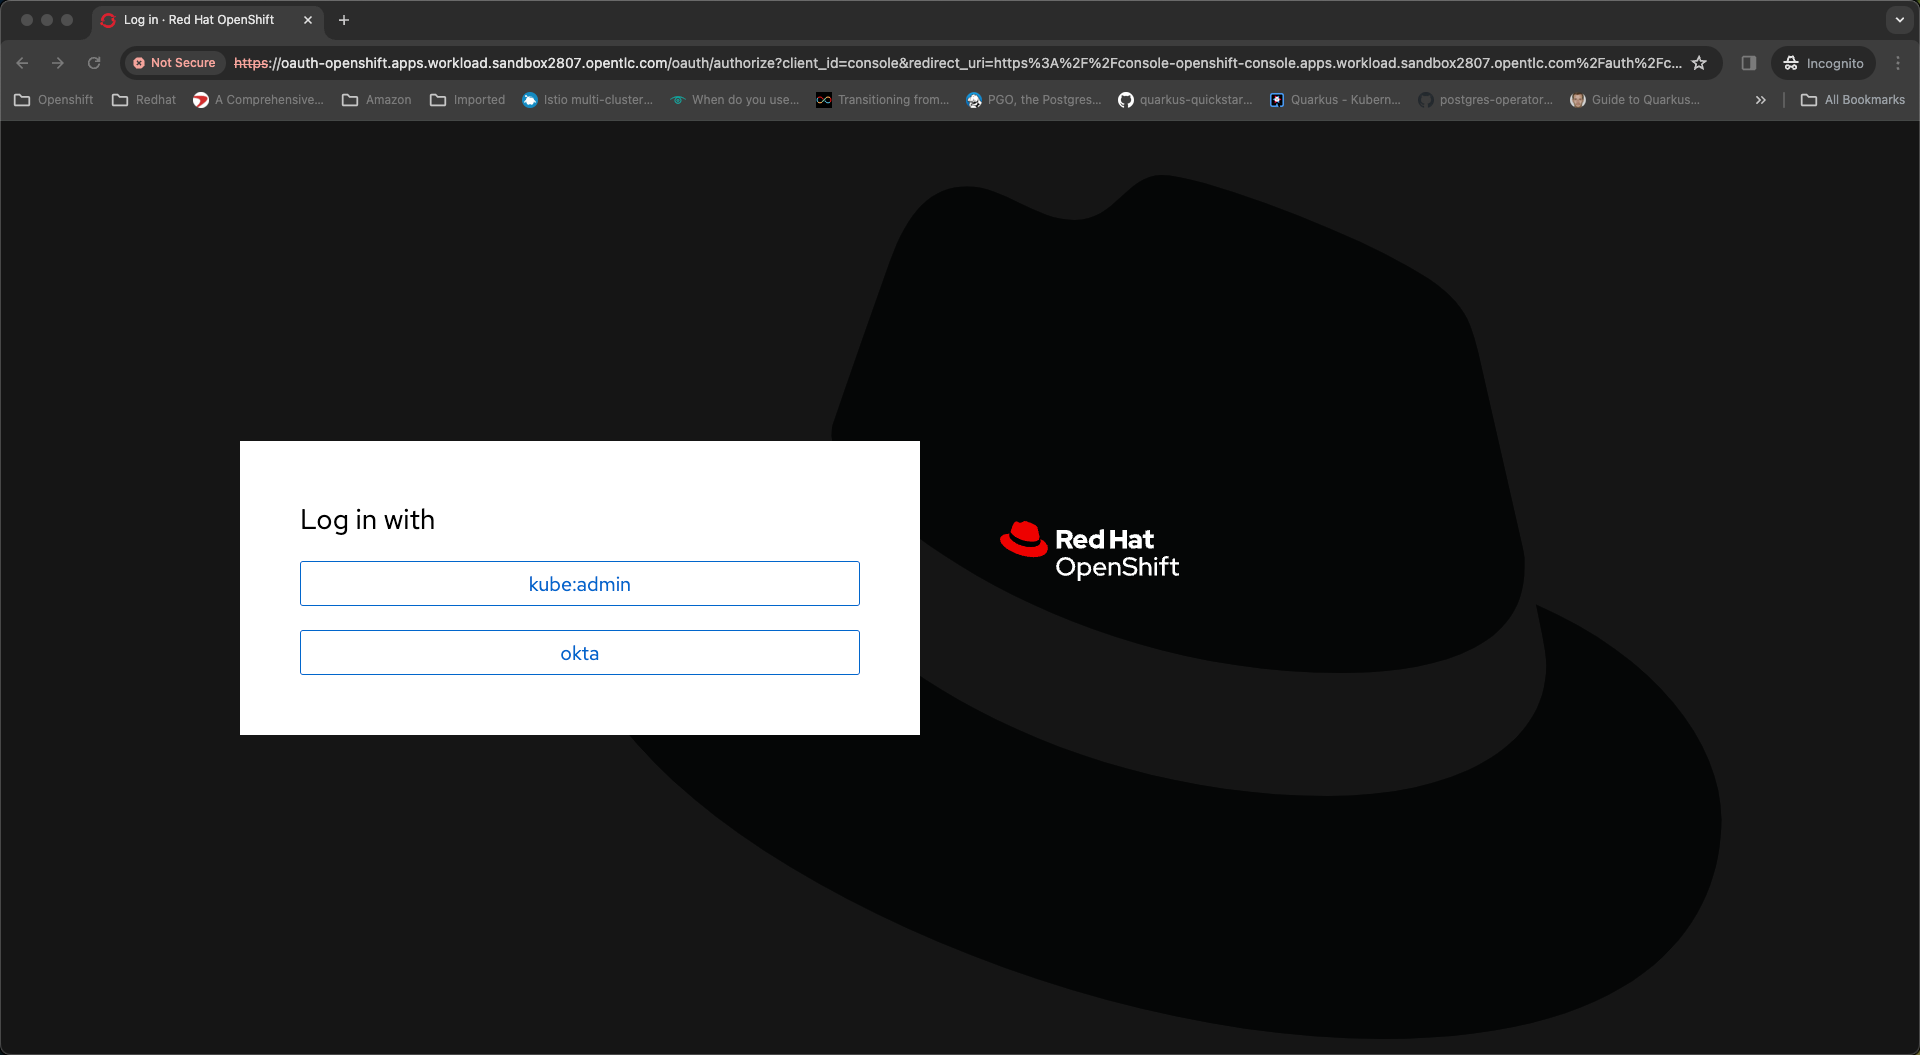 Log in · Red Hat OpenShift
Not Secure https://oauth-openshift.apps.workload.sandbox2807.opentlc.com/oauth/authorize?client_id=console&redirect_uri=https%3A%2F%2Fconsole-openshift-console.apps.workload.sandbox2807.opentlc.com%2Fauth%2Fc... Incognito
Openshift Redhat A Comprehensive... Amazon Imported Istio multi-cluster... When do you use... Transitioning from... PGO, the Postgres... quarkus-quickstar... Quarkus - Kubern... postgres-operator... Guide to Quarkus... All Bookmarks
Log in with
kube:admin
okta
Red Hat
OpenShift